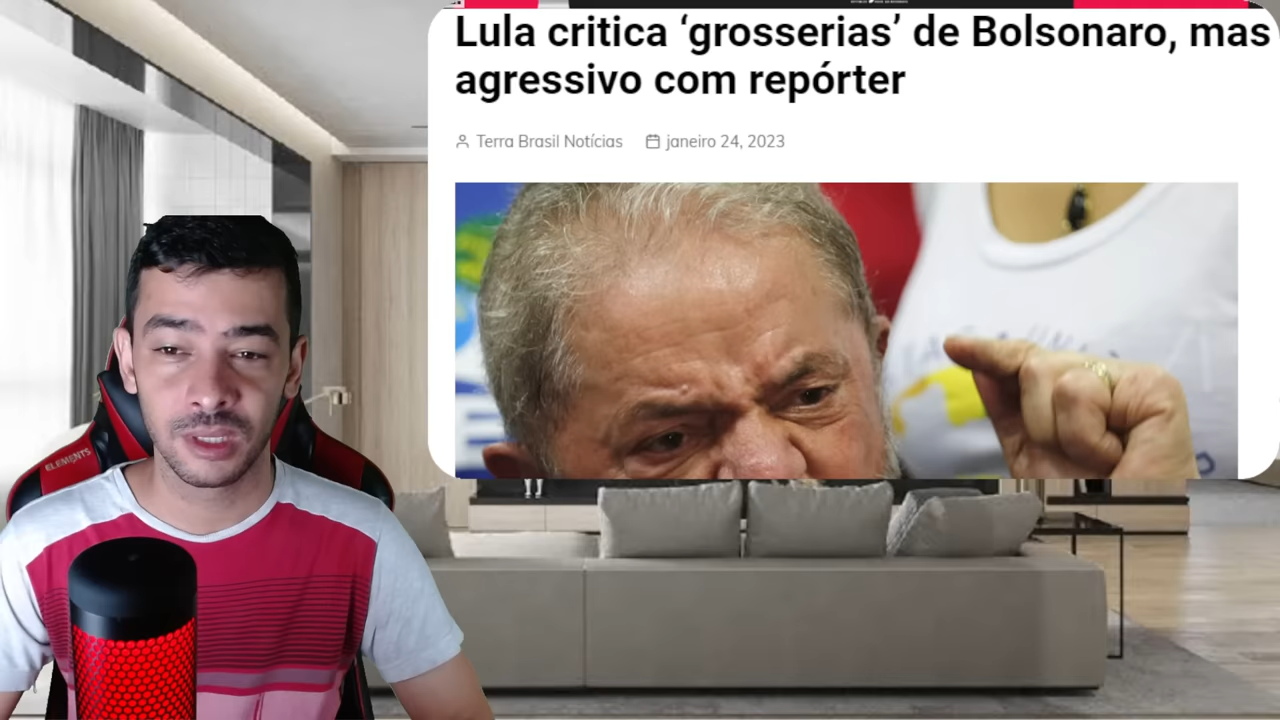 Lula critica ‘grosserias’ de Bolsonaro, mas
agressivo com repórter
Terra Brasil Notícias janeiro 24, 2023
ELEMENTS